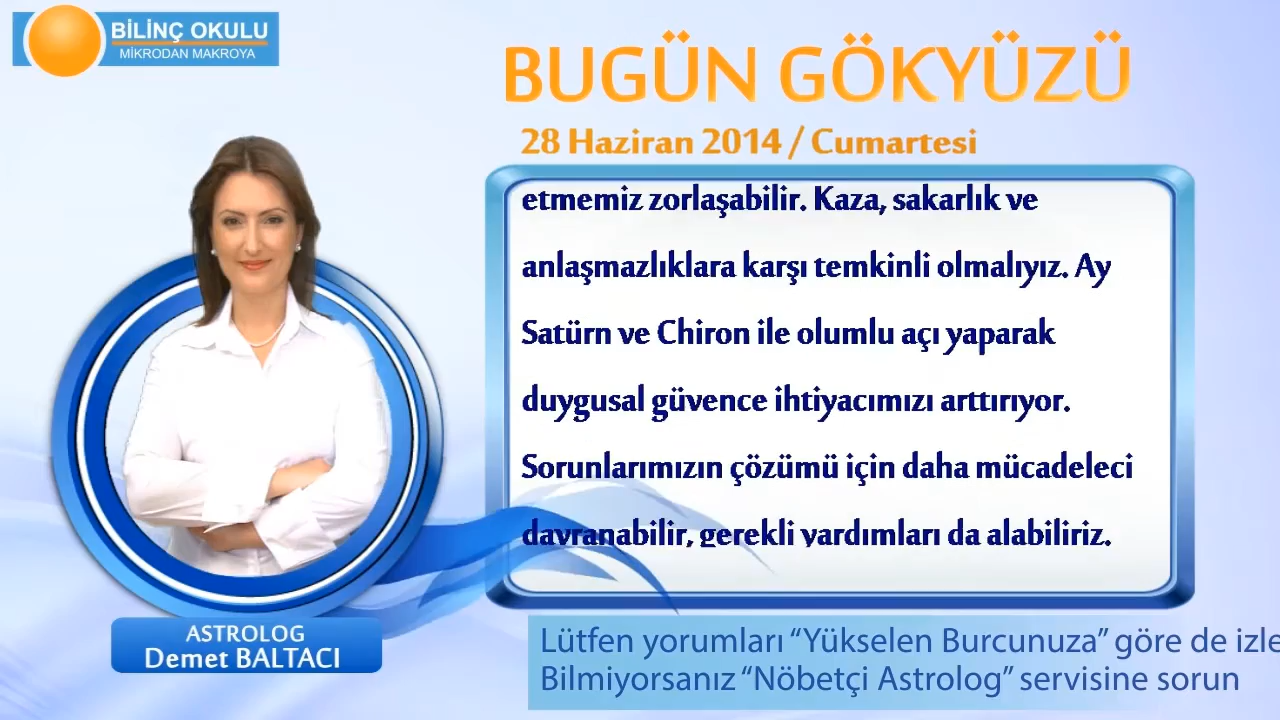 BİLİNÇ OKULU
MİKRODAN MAKROYA
BUGÜN GÖKYÜZÜ
28 Haziran 2014 / Cumartesi
etmemiz zorlaşabilir. Kaza, sakarlık ve
anlaşmazlıklara karşı temkinli olmalıyız. Ay
Satürn ve Chiron ile olumlu açı yaparak
duygusal güvence ihtiyacımızı arttırıyor.
Sorunlarımızın çözümü için daha mücadeleci
davranabilir, gerekli yardımları da alabiliriz.
ASTROLOG
Demet BALTACI
Lütfen yorumları “Yükselen Burcunuza” göre de izle
Bilmiyorsanız “Nöbetçi Astrolog” servisine sorun